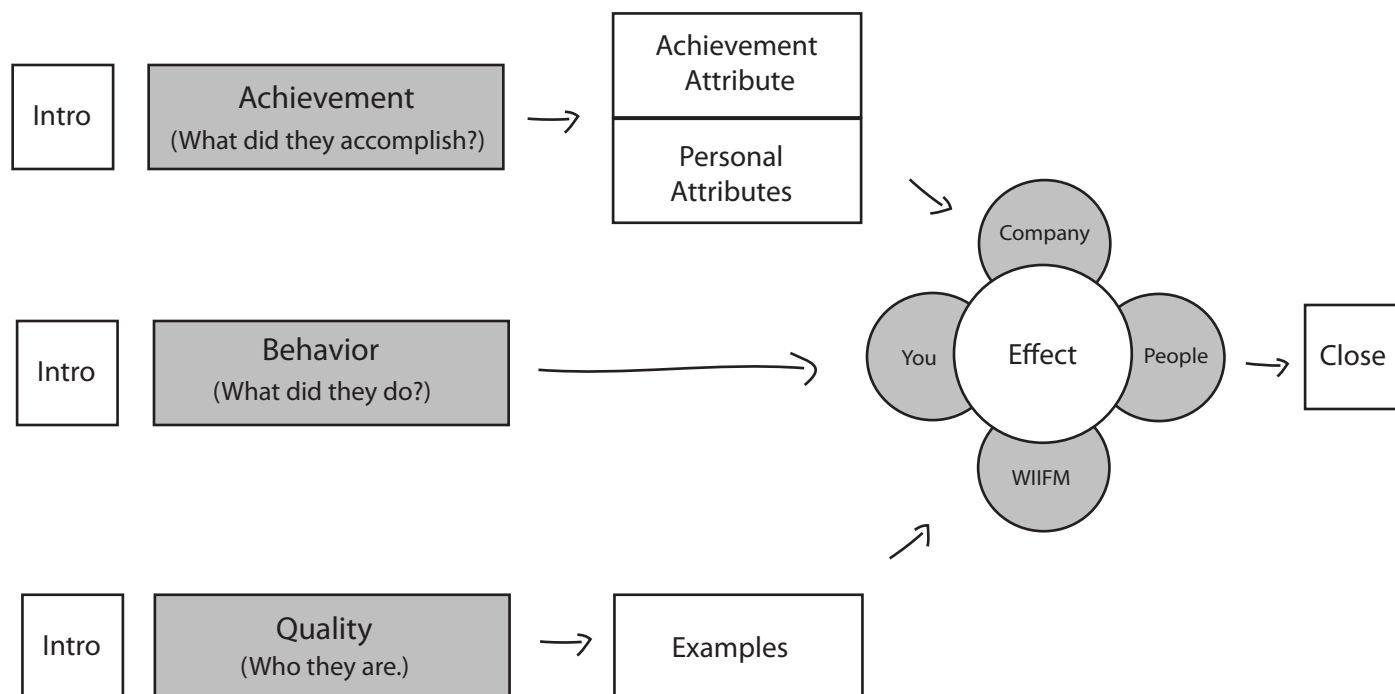 Intro
Achievement
(What did they accomplish?)
Achievement
Attribute
Personal
Attributes
Intro
Behavior
(What did they do?)
Company
You
Effect
People
WIIFM
Close
Intro
Quality
(Who they are.)
Examples